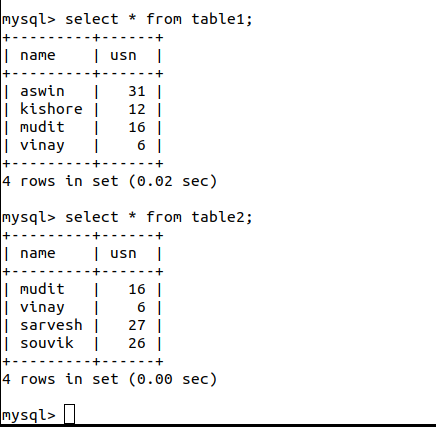 mysql> select * from table1;
+---------+------+
| name    | usn  |
+---------+------+
| aswin   |   31 |
| kishore |   12 |
| mudit   |   16 |
| vinay   |    6 |
+---------+------+
4 rows in set (0.02 sec)

mysql> select * from table2;
+---------+------+
| name    | usn  |
+---------+------+
| mudit   |   16 |
| vinay   |    6 |
| sarvesh |   27 |
| souvik  |   26 |
+---------+------+
4 rows in set (0.00 sec)

mysql>